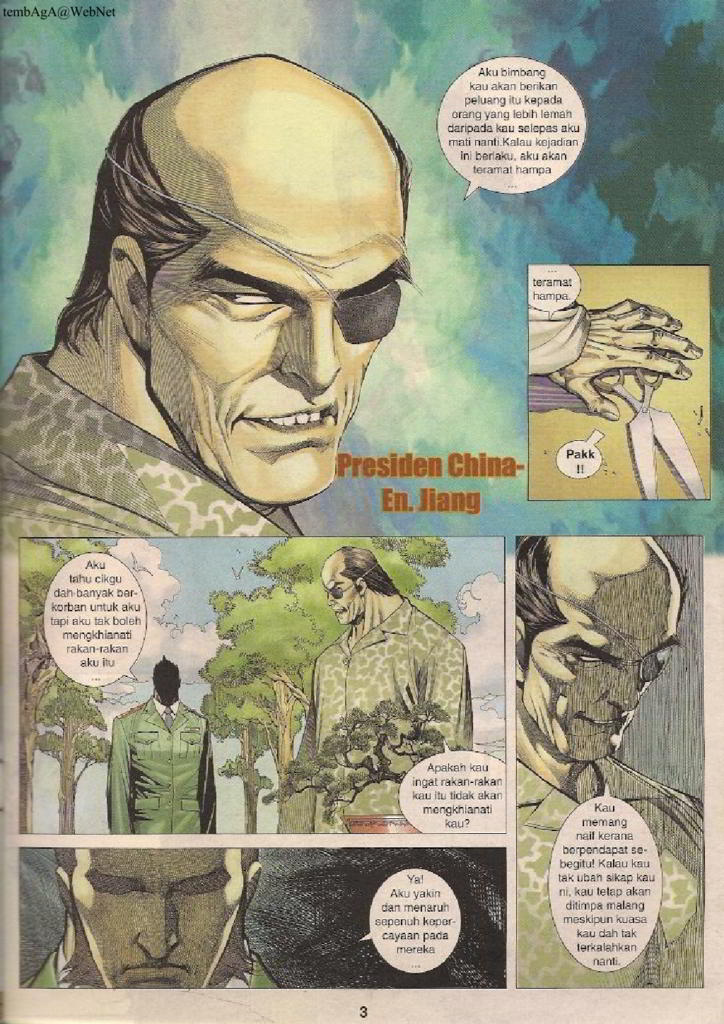 tembAgA@WebNet
Aku bimbang
kau akan berikan
peluang itu kepada
orang yang lebih lemah
daripada kau selepas aku
mati nanti.Kalau kejadian
ini berlaku, aku akan
teramat hampa
...
...
teramat
hampa.
Pakk
!!
Presiden China-
En. Jiang
Aku
tahu cikgu
dah banyak ber-
korban untuk aku
tapi aku tak boleh
mengkhianati
rakan-rakan
aku itu
...
Apakah kau
ingat rakan-rakan
kau itu tidak akan
mengkhianati
kau?
Kau
memang
naif kerana
berpendapat se-
begitu! Kalau kau
tak ubah sikap kau
ni, kau tetap akan
ditimpa malang
meskipun kuasa
kau dah tak
terkalahkan
nanti.
Ya!
Aku yakin
dan menaruh
sepenuh keper-
cayaan pada
mereka
...
3